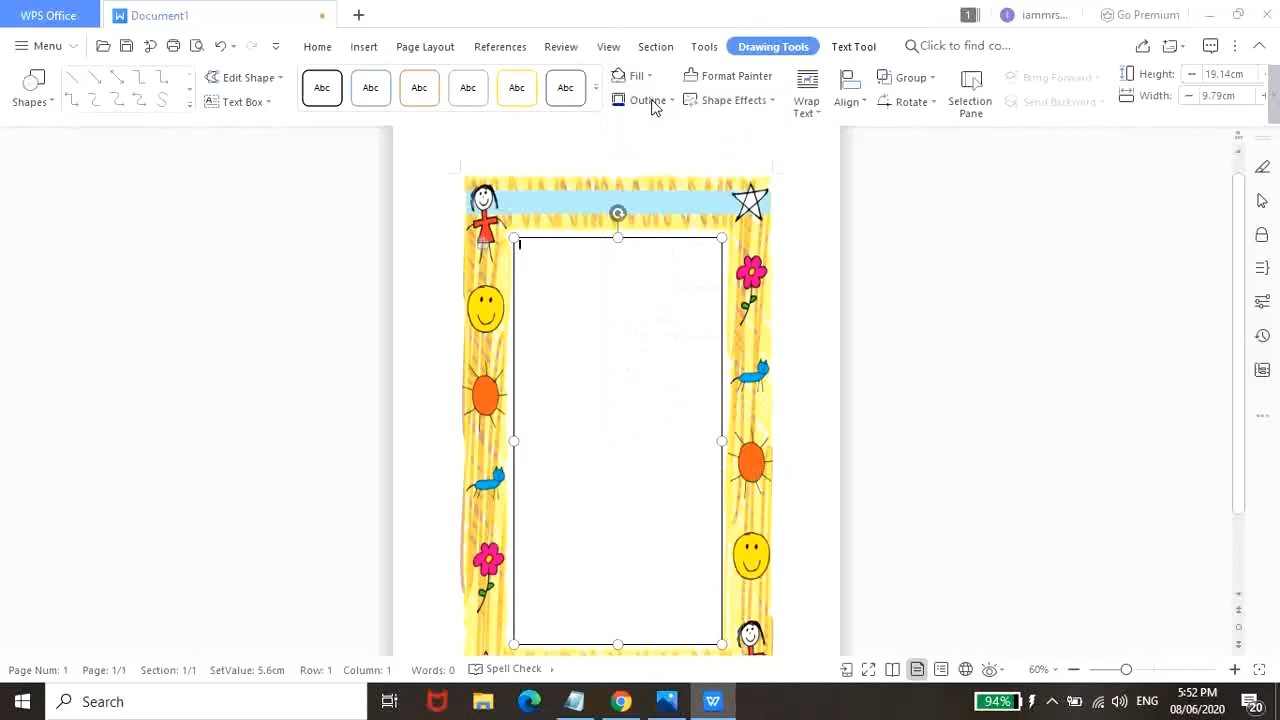 WPS Office Document1 1 iammrs... Go Premium
Menu Home Insert Page Layout References Review View Section Tools Drawing Tools Text Tool Click to find co...
Edit Shape Abc Abc Abc Abc Abc Abc Fill Format Painter Group Bring Forward Height: 19.14cm
Shapes Text Box Outline Shape Effects Wrap Text Align Rotate Selection Pane Send Backward Width: 9.79cm
Page Num: 1 Page: 1/1 Section: 1/1 SetValue: 5.6cm Row: 1 Column: 1 Words: 0 Spell Check 60%
Search 94% ENG 5:52 PM
08/06/2020 20